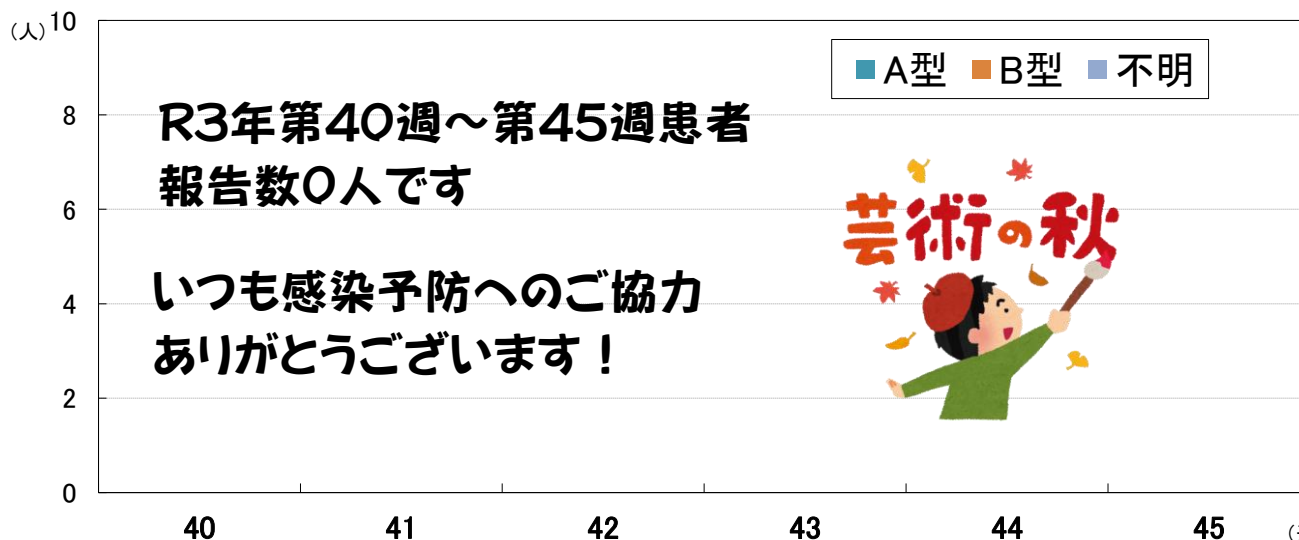 (人)
10
8
6
4
2
0
A型 B型 不明
R3年第40週～第45週患者
報告数0人です
いつも感染予防へのご協力
ありがとうございます！
芸術の秋
40 41 42 43 44 45